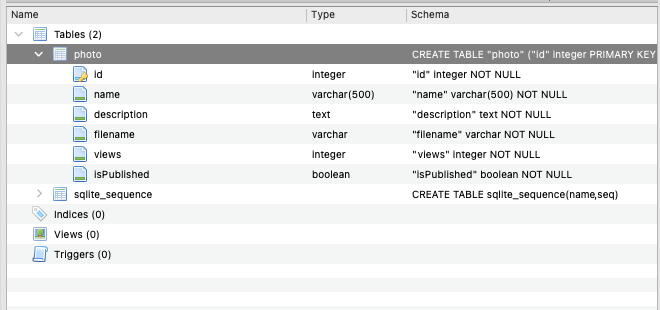 Name Type Schema
Tables (2)
photo CREATE TABLE "photo" ("id" integer PRIMARY KEY
id integer "id" integer NOT NULL
name varchar(500) "name" varchar(500) NOT NULL
description text "description" text NOT NULL
filename varchar "filename" varchar NOT NULL
views integer "views" integer NOT NULL
isPublished boolean "isPublished" boolean NOT NULL
sqlite_sequence CREATE TABLE sqlite_sequence(name,seq)
Indices (0)
Views (0)
Triggers (0)